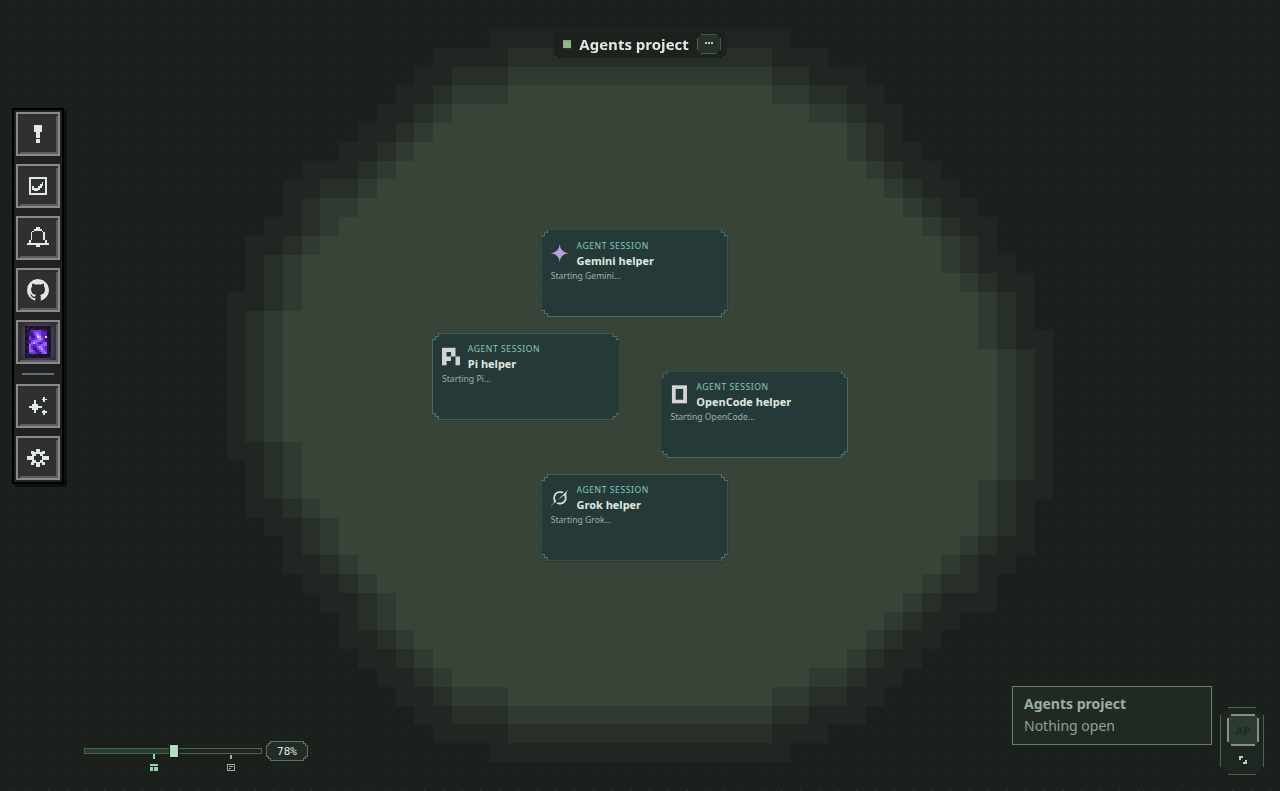 Agents project
AGENT SESSION
Gemini helper
Starting Gemini...
AGENT SESSION
Pi helper
Starting Pi...
AGENT SESSION
OpenCode helper
Starting OpenCode...
AGENT SESSION
Grok helper
Starting Grok...
Agents project
Nothing open
AP
78%